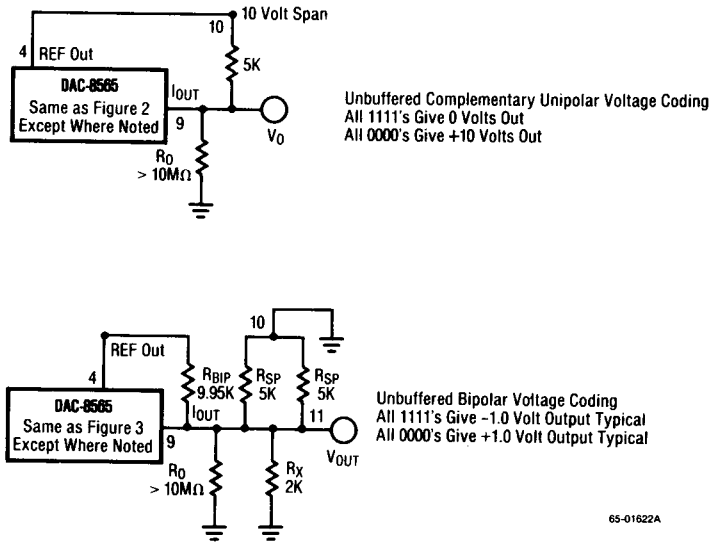 10 Volt Span
10
4
REF Out
5K
DAC-8565
Same as Figure 2
Except Where Noted
IOUT
9
VO
RO
> 10MΩ
Unbuffered Complementary Unipolar Voltage Coding
All 1111's Give 0 Volts Out
All 0000's Give +10 Volts Out
10
REF Out
4
RBIP
9.95K
RSP
5K
RSP
5K
DAC-8565
Same as Figure 3
Except Where Noted
IOUT
9
11
VOUT
RO
> 10MΩ
RX
2K
Unbuffered Bipolar Voltage Coding
All 1111's Give –1.0 Volt Output Typical
All 0000's Give +1.0 Volt Output Typical
65-01622A